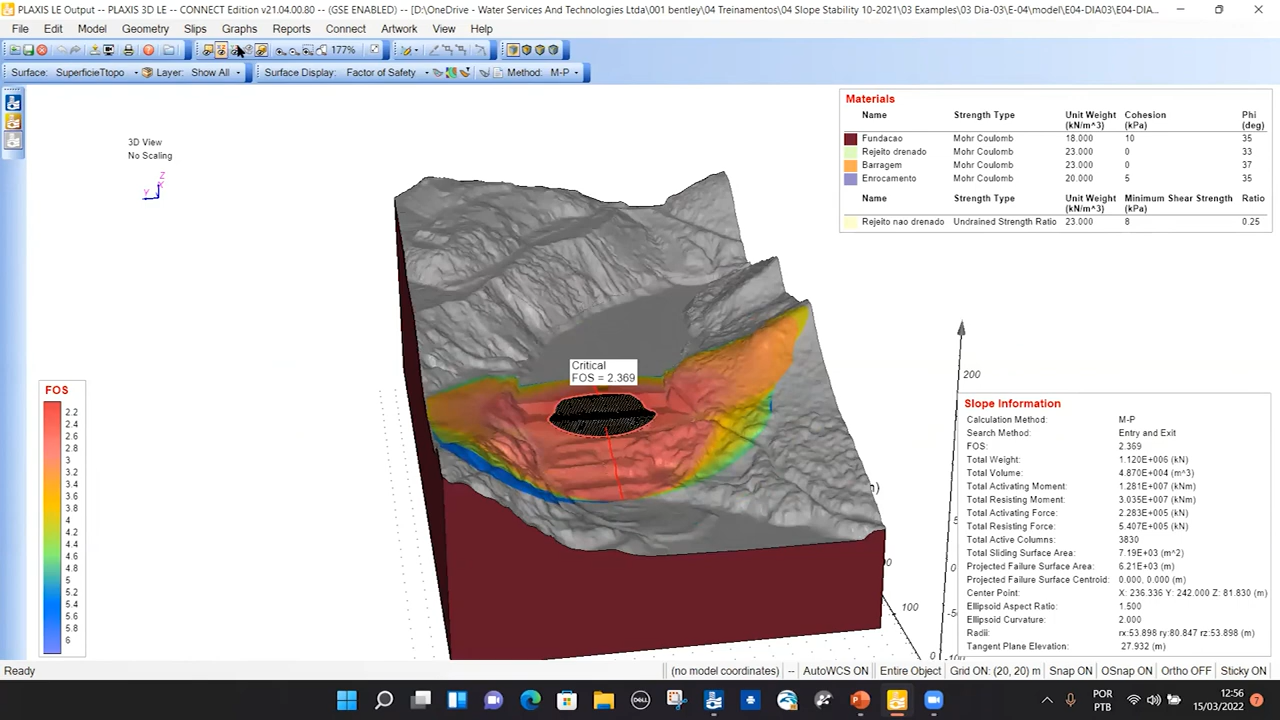 PLAXIS LE Output -- PLAXIS 3D LE -- CONNECT Edition v21.04.00.80 -- (GSE ENABLED) -- [D:\OneDrive - Water Services And Technologies Ltda\001 bentley\04 Treinamentos\04 Slope Stability 10-2021\03 Examples\03 Dia-03\E-04\model\E04-DIA03\E04-DIA...
File Edit Model Geometry Slips Graphs Reports Connect Artwork View Help
177%
Surface: SuperficieTtopo Layer: Show All Surface Display: Factor of Safety Method: M-P
3D View
No Scaling
Z
Y
Materials
Name Strength Type Unit Weight (kN/m^3) Cohesion (kPa) Phi (deg)
Fundacao Mohr Coulomb 18.000 10 35
Rejeito drenado Mohr Coulomb 23.000 0 33
Barragem Mohr Coulomb 23.000 0 37
Enrocamento Mohr Coulomb 20.000 5 35
Name Strength Type Unit Weight (kN/m^3) Minimum Shear Strength (kPa) Ratio
Rejeito nao drenado Undrained Strength Ratio 23.000 8 0.25
Critical
FOS = 2.369
200
100
0
FOS
2.2
2.4
2.6
2.8
3
3.2
3.4
3.6
3.8
4
4.2
4.4
4.6
4.8
5
5.2
5.4
5.6
5.8
6
Slope Information
Calculation Method: M-P
Search Method: Entry and Exit
FOS: 2.369
Total Weight: 1.120E+06 (kN)
Total Volume: 4.870E+04 (m^3)
Total Activating Moment: 1.281E+07 (kNm)
Total Resisting Moment: 3.035E+07 (kNm)
Total Activating Force: 2.283E+05 (kN)
Total Resisting Force: 5.407E+05 (kN)
Total Active Columns: 3830
Total Sliding Surface Area: 7.19E+03 (m^2)
Projected Failure Surface Area: 6.21E+03 (m)
Projected Failure Surface Centroid: 0.000, 0.000 (m)
Center Point: X: 236.336 Y: 242.000 Z: 81.830 (m)
Ellipsoid Aspect Ratio: 1.500
Ellipsoid Curvature: 2.000
Radii: rx:53.898 ry:80.847 rz:53.898 (m)
Tangent Plane Elevation: 27.932 (m)
Ready (no model coordinates) -- AutoWCS ON Entire Object Grid ON: (20, 20) m Snap ON OSnap ON Ortho OFF Sticky ON
DELL
POR
PTB
12:56
15/03/2022
7